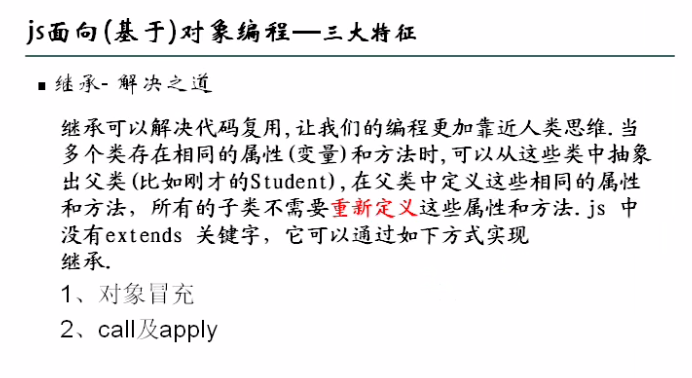 js面向(基于)对象编程—三大特征
■ 继承- 解决之道
继承可以解决代码复用,让我们的编程更加靠近人类思维.当
多个类存在相同的属性(变量)和方法时,可以从这些类中抽象
出父类(比如刚才的Student),在父类中定义这些相同的属性
和方法，所有的子类不需要重新定义这些属性和方法.js 中
没有extends 关键字，它可以通过如下方式实现
继承.
1、对象冒充
2、call及apply